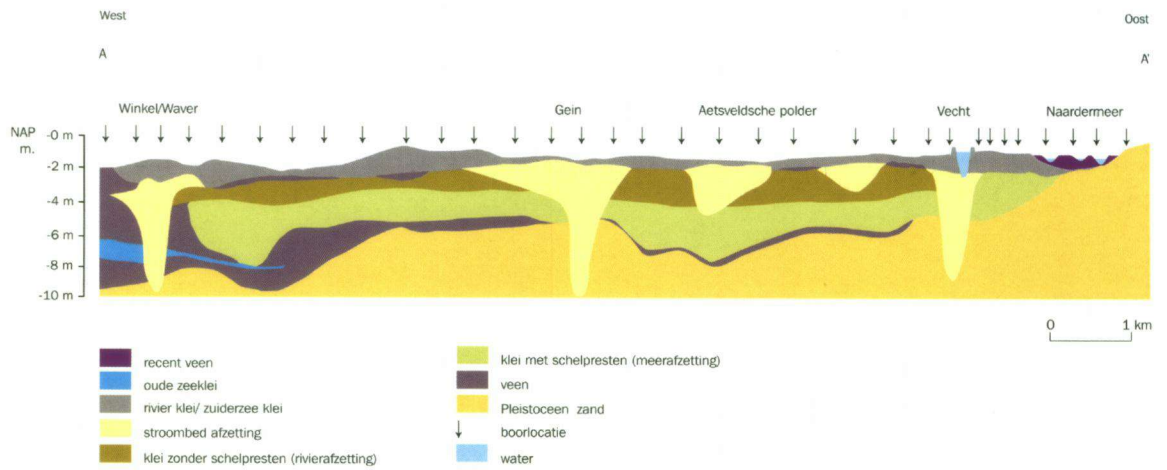 West
Oost
A
A'
Winkel/Waver
Gein
Aetsveldsche polder
Vecht
Naardermeer
NAP
m.
-0 m
-2 m
-4 m
-6 m
-8 m
-10 m
0
1 km
recent veen
oude zeeklei
rivier klei/ zuiderzee klei
stroombed afzetting
klei zonder schelpresten (rivierafzetting)
klei met schelpresten (meerafzetting)
veen
Pleistoceen zand
boorlocatie
water